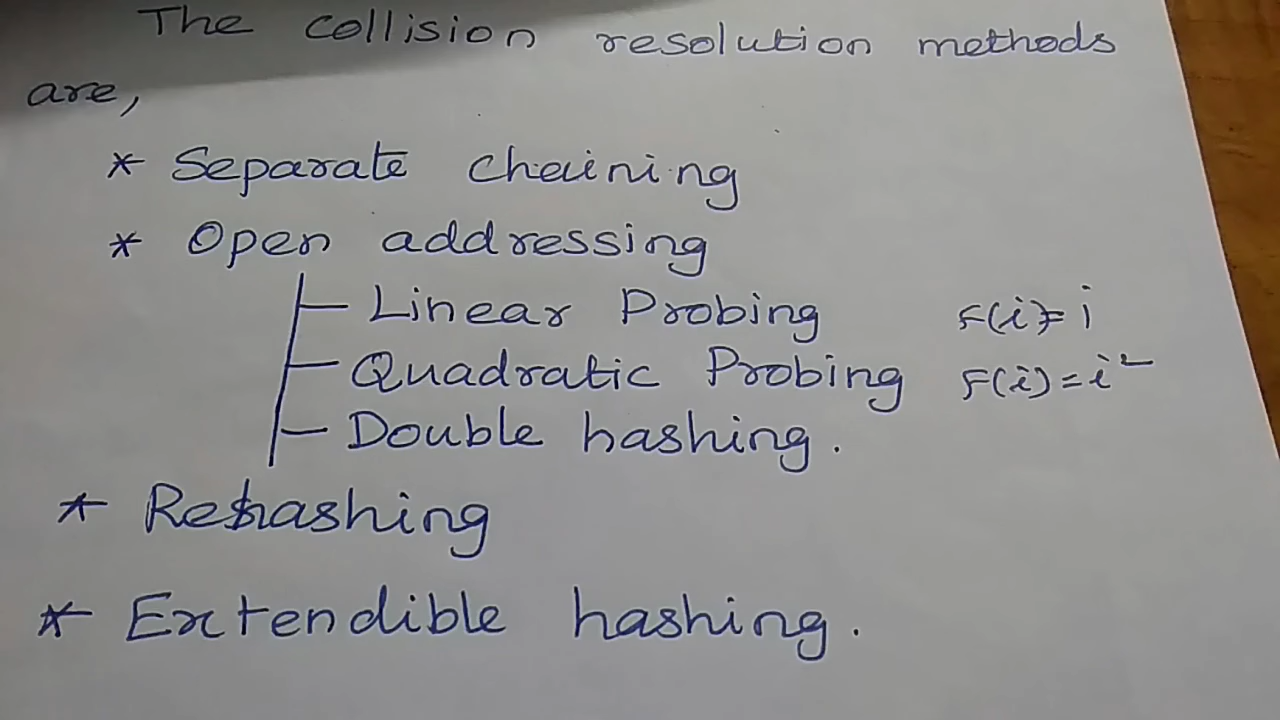 The collision resolution methods
are,
* Separate chaining
* Open addressing
Linear Probing F(i)=i
Quadratic Probing F(i)=i²
Double hashing.
* Rehashing
* Extendible hashing.